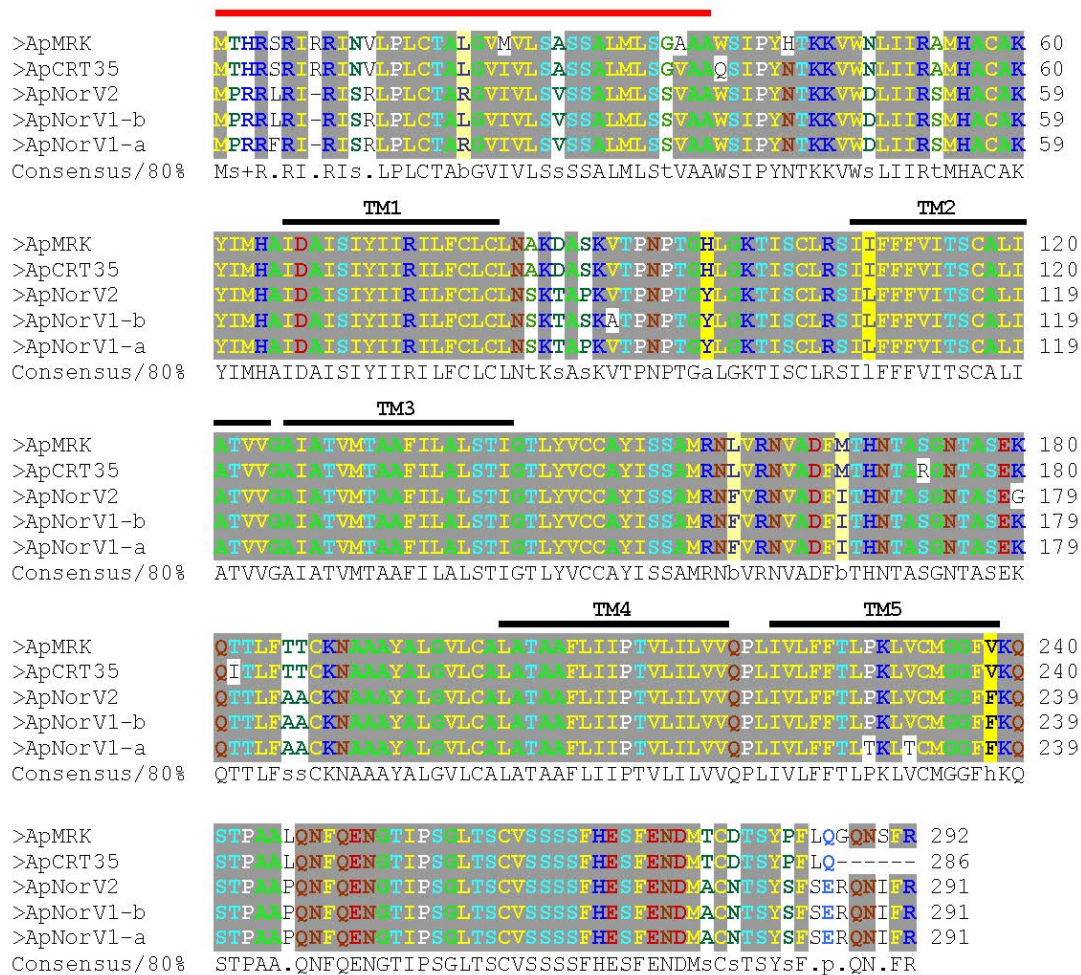 >ApMRK MTHRSRIRRINVLPLCTALGVMVLSASSALMLSGAAAWSIPYHTKKVWNLIIRAMHACAK 60
>ApCRT35 MTHRSRIRRINVLPLCTALGVIVLSASSALMLSGVAAQSIPYNTKKVWNLIIRAMHACAK 60
>ApNorV2 MPRRLRI-RISRLPLCTARGVIVLSVSSALMLSSVAAWSIPYNTKKVWDLIIRSMHACAK 59
>ApNorV1-b MPRRLRI-RISRLPLCTALGVIVLSVSSALMLSSVAAWSIPYNTKKVWDLIIRSMHACAK 59
>ApNorV1-a MPRRFRI-RISRLPLCTARGVIVLSVSSALMLSSVAAWSIPYNTKKVWDLIIRSMHACAK 59
Consensus/80% Ms+R.RI.RIs.LPLCTAbGVIVLSsSSALMLStVAAWSIPYNTKKVWsLIIRtMHACAK
TM1 TM2
>ApMRK YIMHAIDAISIYIIRILFCLCLNAKDASKVTPNPTGHLGKTISCLRSIIFFFVITSCALI 120
>ApCRT35 YIMHAIDAISIYIIRILFCLCLNAKDASKVTPNPTGHLGKTISCLRSIIFFFVITSCALI 120
>ApNorV2 YIMHAIDAISIYIIRILFCLCLNSKTAPKVTPNPTGYLGKTISCLRSILFFFVITSCALI 119
>ApNorV1-b YIMHAIDAISIYIIRILFCLCLNSKTASKATPNPTGYLGKTISCLRSILFFFVITSCALI 119
>ApNorV1-a YIMHAIDAISIYIIRILFCLCLNSKTAPKVTPNPTGYLGKTISCLRSILFFFVITSCALI 119
Consensus/80% YIMHAIDAISIYIIRILFCLCLNtKsAsKVTPNPTGaLGKTISCLRSIlFFFVITSCALI
TM3
>ApMRK ATVVGAIATVMTAAFILALSTIGTLYVCCAYISSAMRNLVRNVADFMTHNTASGNTASEK 180
>ApCRT35 ATVVGAIATVMTAAFILALSTIGTLYVCCAYISSAMRNLVRNVADFMTHNTARGNTASEK 180
>ApNorV2 ATVVGAIATVMTAAFILALSTIGTLYVCCAYISSAMRNFVRNVADFITHNTASGNTASEG 179
>ApNorV1-b ATVVGAIATVMTAAFILALSTIGTLYVCCAYISSAMRNFVRNVADFITHNTASGNTASEK 179
>ApNorV1-a ATVVGAIATVMTAAFILALSTIGTLYVCCAYISSAMRNFVRNVADFITHNTASGNTASEK 179
Consensus/80% ATVVGAIATVMTAAFILALSTIGTLYVCCAYISSAMRNbVRNVADFbTHNTASGNTASEK
TM4 TM5
>ApMRK QTTLFTTCKNAAAYALGVLCALATAAFLIIPTVLILVVQPLIVLFFTLPKLVCMGGFVKQ 240
>ApCRT35 QITLFTTCKNAAAYALGVLCALATAAFLIIPTVLILVVQPLIVLFFTLPKLVCMGGFVKQ 240
>ApNorV2 QTTLFAACKNAAAYALGVLCALATAAFLIIPTVLILVVQPLIVLFFTLPKLVCMGGFFKQ 239
>ApNorV1-b QTTLFAACKNAAAYALGVLCALATAAFLIIPTVLILVVQPLIVLFFTLPKLVCMGGFFKQ 239
>ApNorV1-a QTTLFAACKNAAAYALGVLCALATAAFLIIPTVLILVVQPLIVLFFTLTKLTCMGGFFKQ 239
Consensus/80% QTTLFssCKNAAAYALGVLCALATAAFLIIPTVLILVVQPLIVLFFTLPKLVCMGGFhKQ
>ApMRK STPAALQNFQENGTIPSGLTSCVSSSSFHESFENDMTCDTSYPFLQGQNSFR 292
>ApCRT35 STPAALQNFQENGTIPSGLTSCVSSSSFHESFENDMTCDTSYPFLQ------ 286
>ApNorV2 STPAAPQNFQENGTIPSGLTSCVSSSSFHESFENDMACNTSYSFSERQNIFR 291
>ApNorV1-b STPAAPQNFQENGTIPSGLTSCVSSSSFHESFENDMACNTSYSFSERQNIFR 291
>ApNorV1-a STPAAPQNFQENGTIPSGLTSCVSSSSFHESFENDMACNTSYSFSERQNIFR 291
Consensus/80% STPAA.QNFQENGTIPSGLTSCVSSSSFHESFENDMsCsTSYsF.p.QN.FR